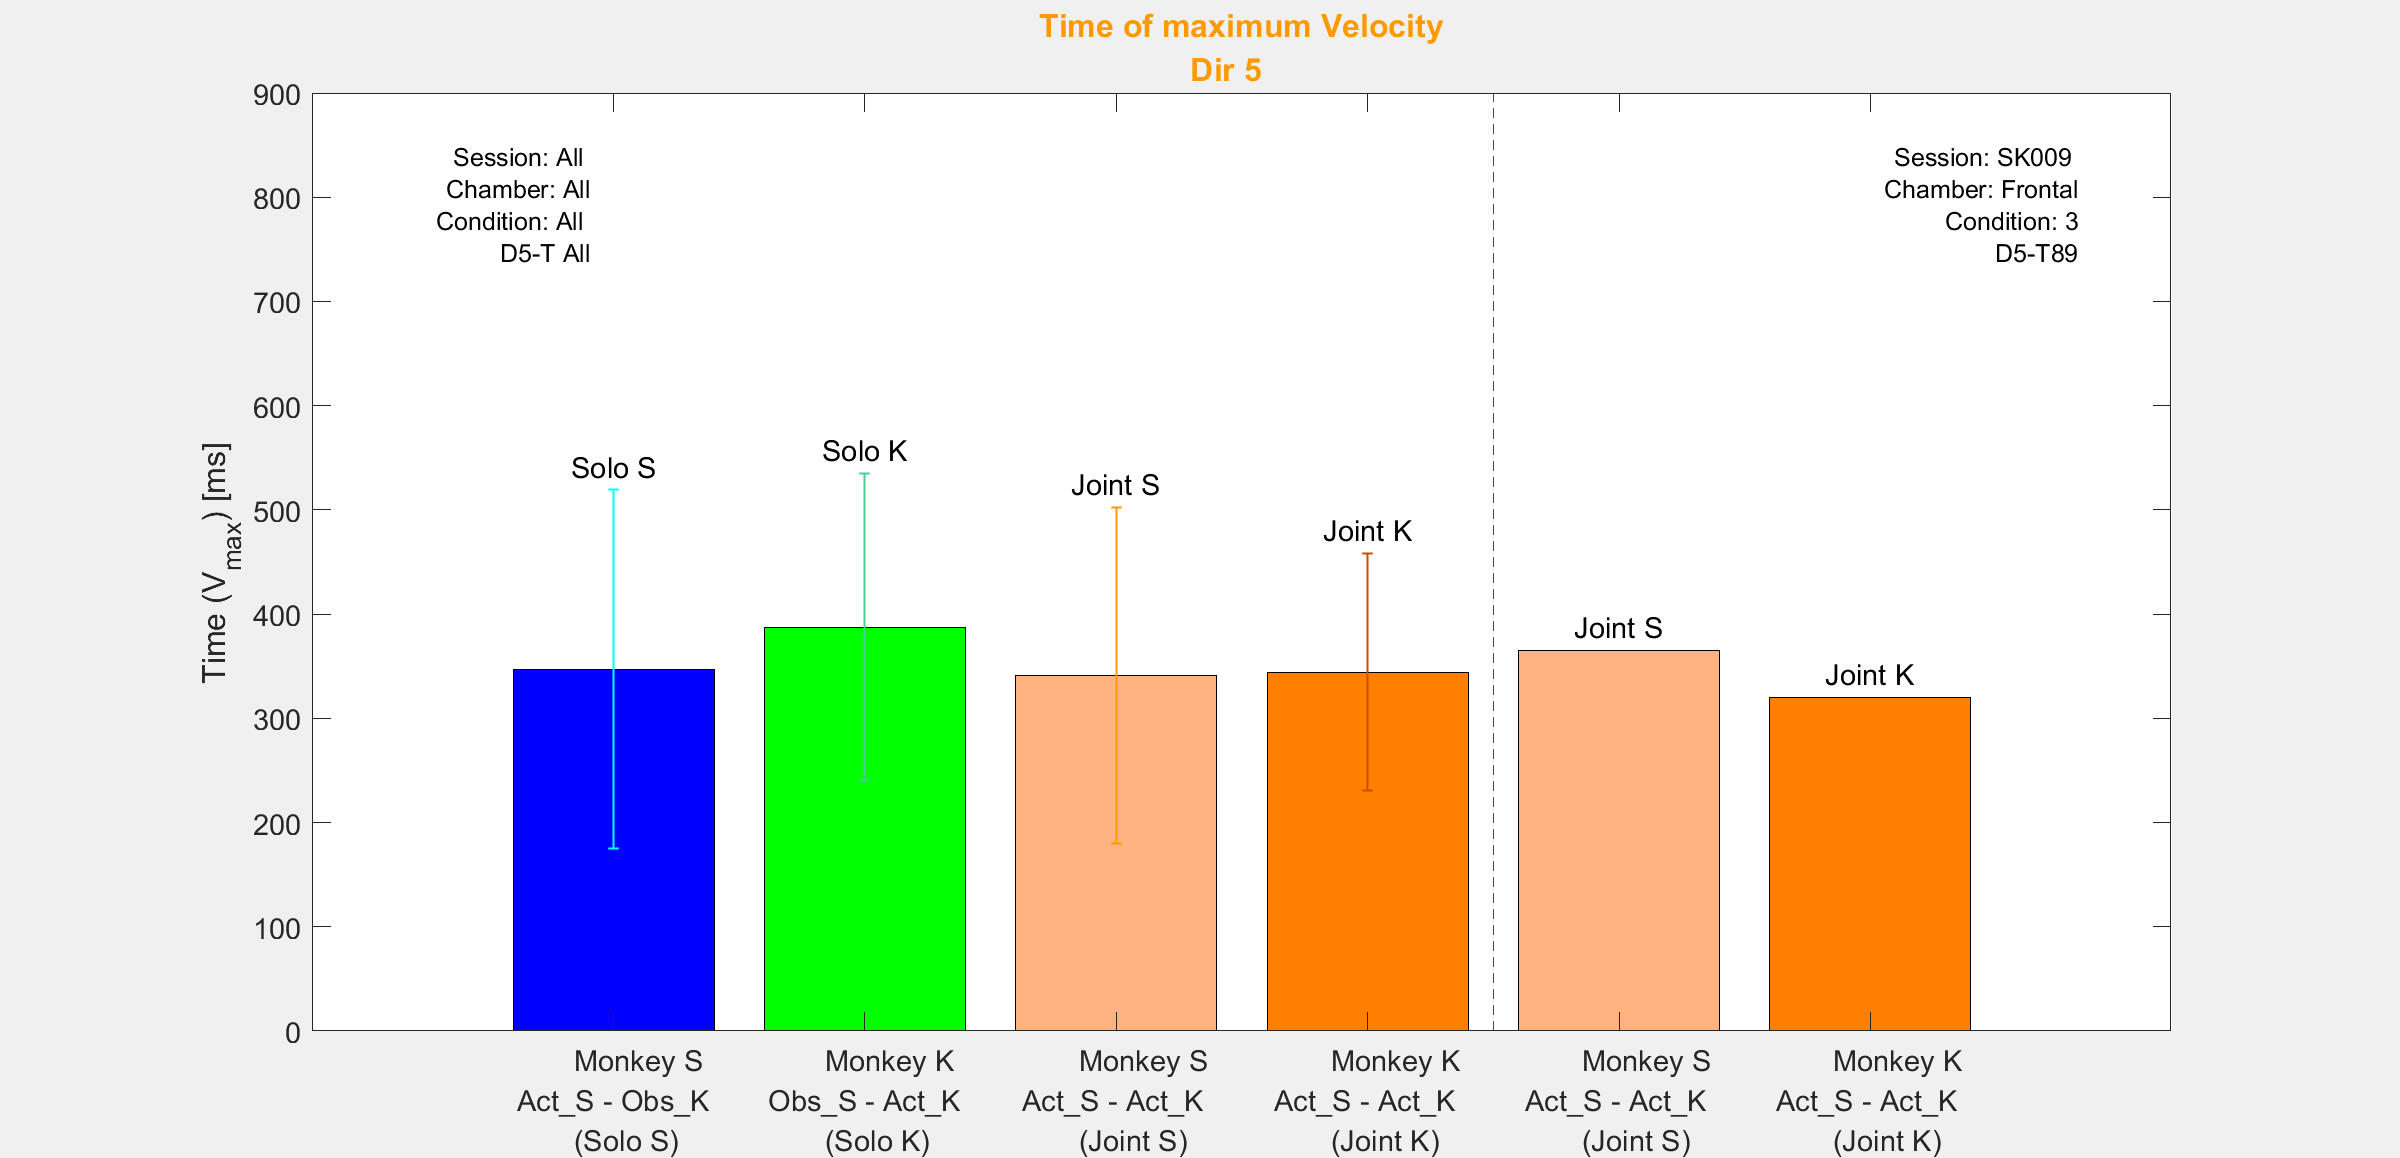 Time of maximum Velocity
Dir 5
900
800
700
600
500
400
300
200
100
0
Time (Vmax) [ms]
Session: All
Chamber: All
Condition: All
D5-T All
Session: SK009
Chamber: Frontal
Condition: 3
D5-T89
Solo S
Solo K
Joint S
Joint K
Joint S
Joint K
Monkey S
Act_S - Obs_K
(Solo S)
Monkey K
Obs_S - Act_K
(Solo K)
Monkey S
Act_S - Act_K
(Joint S)
Monkey K
Act_S - Act_K
(Joint K)
Monkey S
Act_S - Act_K
(Joint S)
Monkey K
Act_S - Act_K
(Joint K)